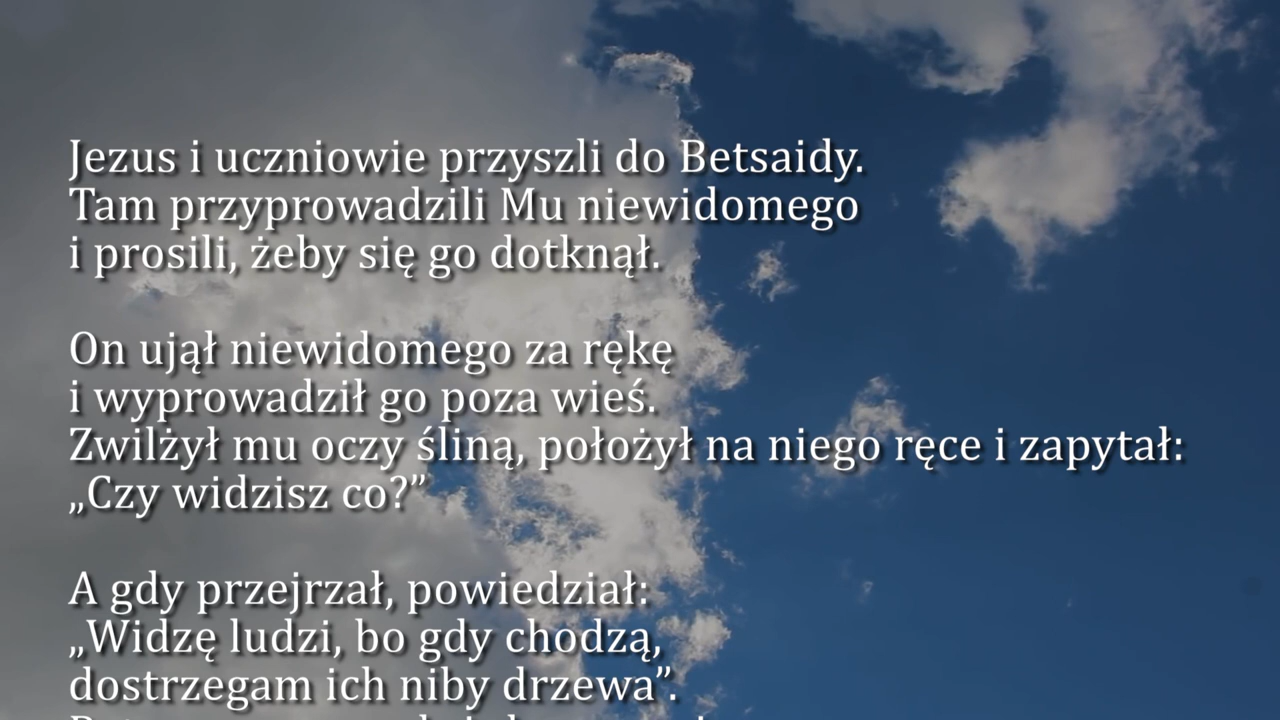 Jezus i uczniowie przyszli do Betsaidy.
Tam przyprowadzili Mu niewidomego
i prosili, żeby się go dotknął.
On ujął niewidomego za rękę
i wyprowadził go poza wieś.
Zwilżył mu oczy śliną, położył na niego ręce i zapytał:
„Czy widzisz co?”
A gdy przejrzał, powiedział:
„Widzę ludzi, bo gdy chodzą,
dostrzegam ich niby drzewa”.